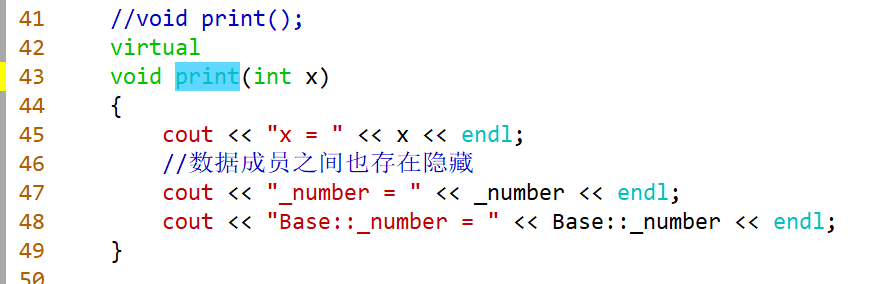 41 //void print();
42 virtual
43 void print(int x)
44 {
45 cout << "x = " << x << endl;
46 //数据成员之间也存在隐藏
47 cout << "_number = " << _number << endl;
48 cout << "Base::_number = " << Base::_number << endl;
49 }
50